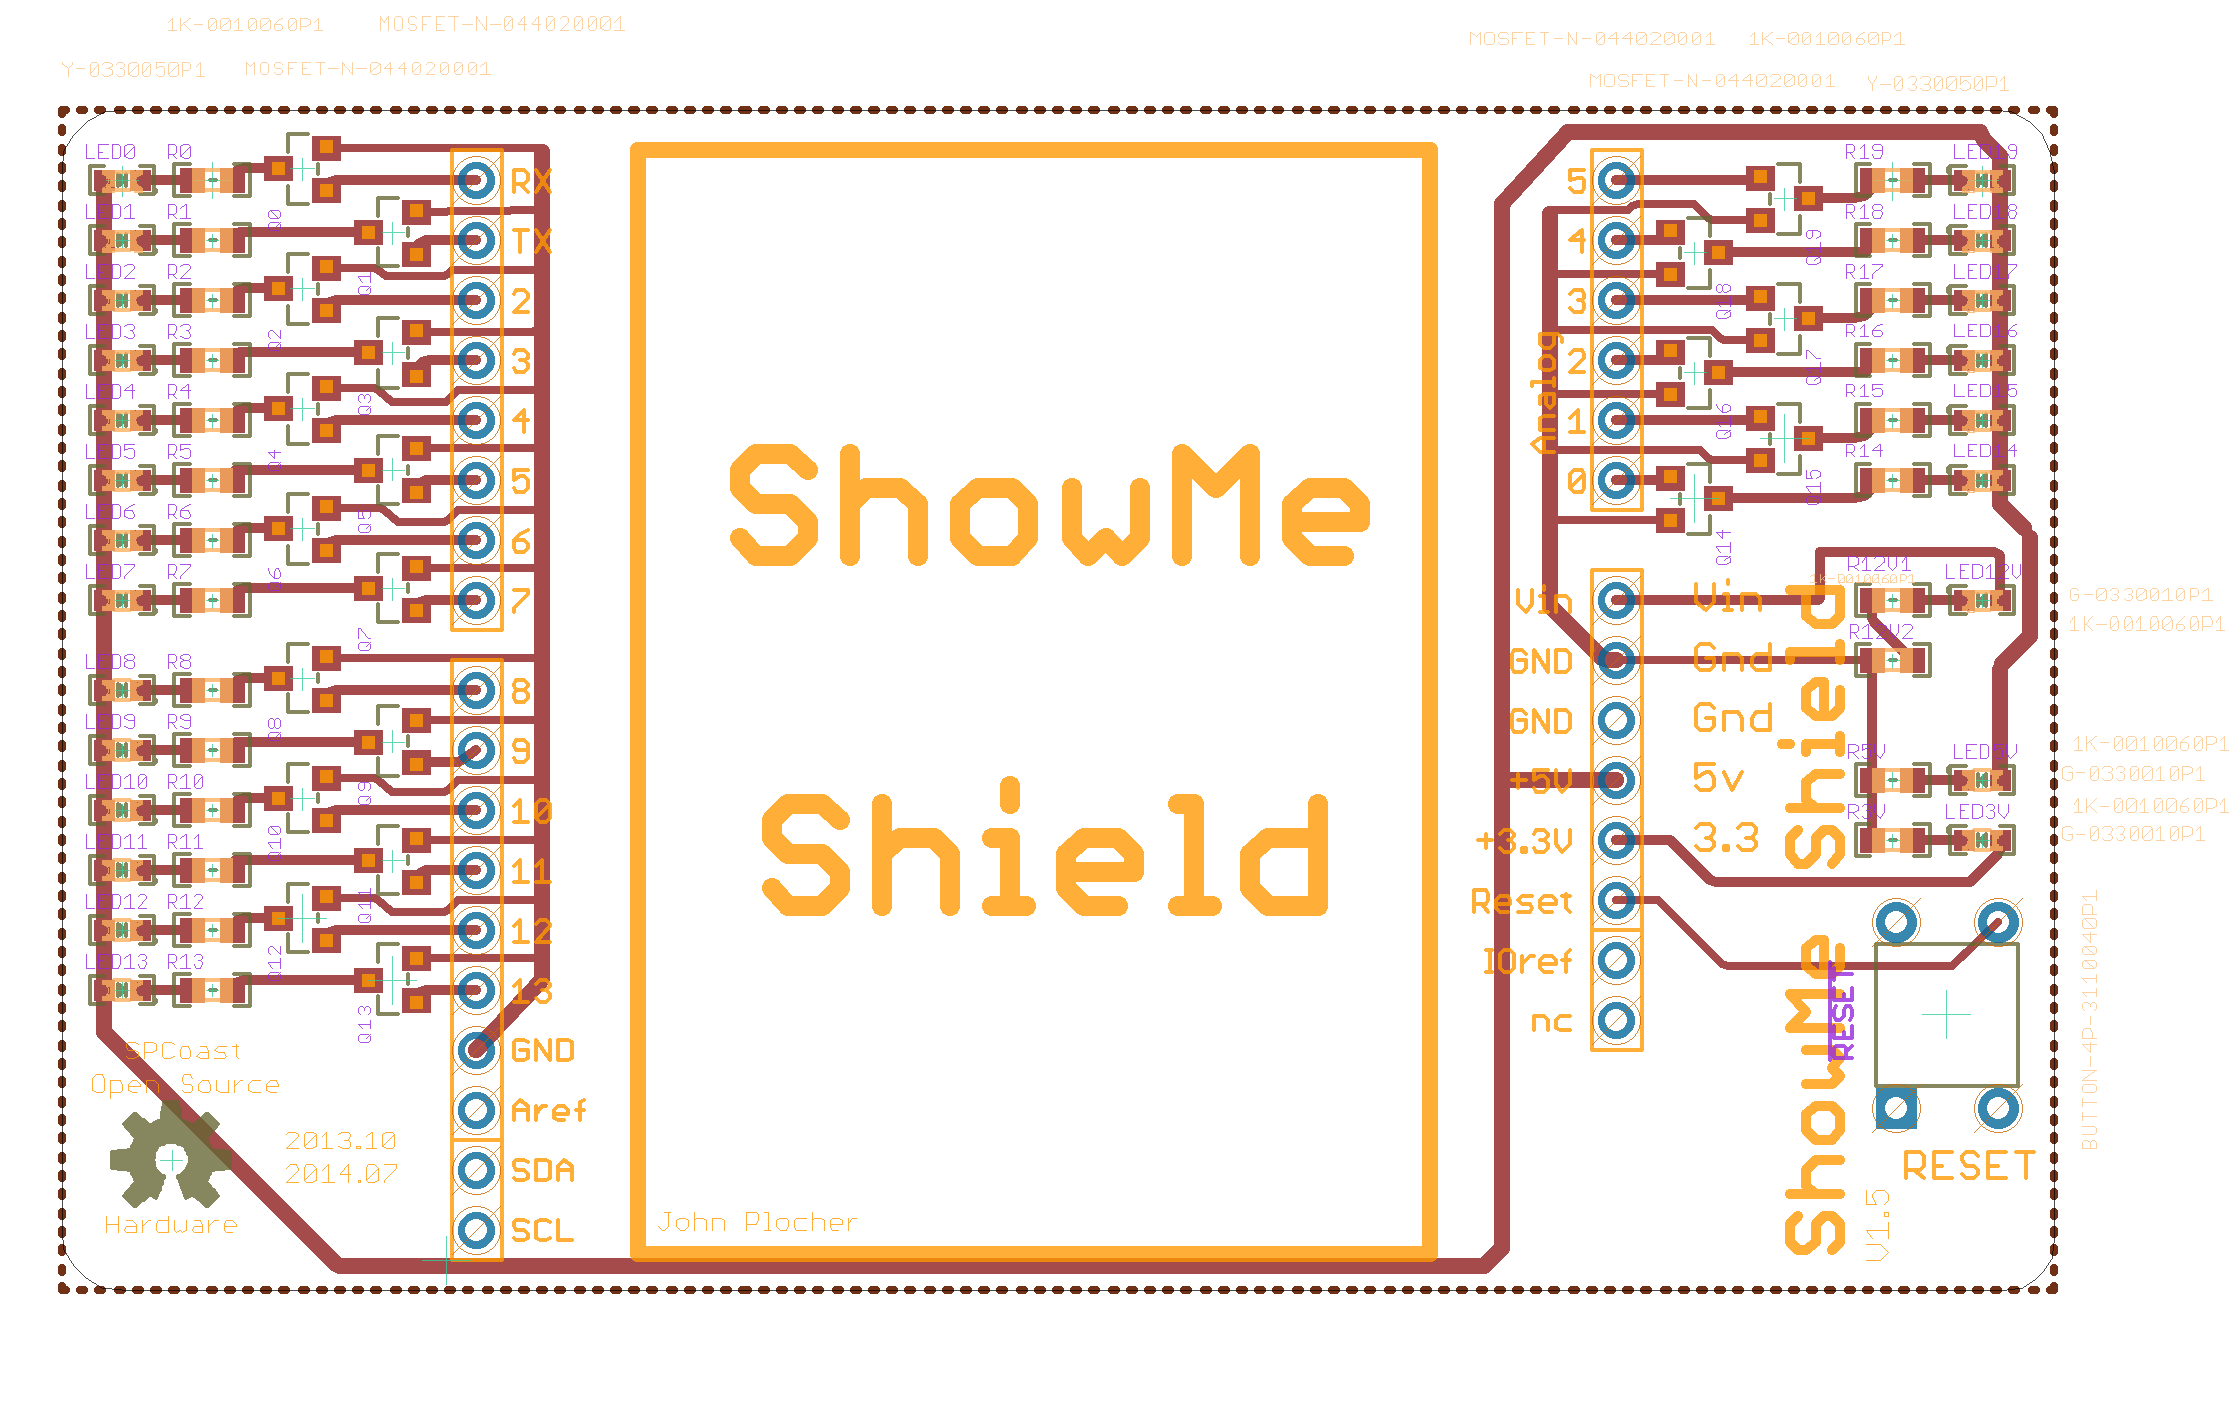 1K-0010060P1
MOSFET-N-044020001
Y-0330050P1
MOSFET-N-044020001
MOSFET-N-044020001
1K-0010060P1
MOSFET-N-044020001
Y-0330050P1
LED0 R0
LED1 R1
LED2 R2
LED3 R3
LED4 R4
LED5 R5
LED6 R6
LED7 R7
LED8 R8
LED9 R9
LED10 R10
LED11 R11
LED12 R12
LED13 R13
Q0
Q1
Q2
Q3
Q4
Q5
Q6
Q7
Q8
Q9
Q10
Q11
Q12
Q13
RX
TX
2
3
4
5
6
7
8
9
10
11
12
13
GND
Aref
SDA
SCL
SPCoast
Open Source
Hardware
2013.10
2014.07
ShowMe
Shield
John Plocher
Analog
5
4
3
2
1
0
Vin
GND
GND
+5V
+3.3V
Reset
IOref
nc
Vin
Gnd
Gnd
5v
3.3
Q19
Q18
Q17
Q16
Q15
Q14
R19 LED19
R18 LED18
R17 LED17
R16 LED16
R15 LED15
R14 LED14
R12V1 LED12V
1K-0010060P1
R12V2
R5V LED5V
R3V LED3V
ShowMe Shield
RESET
RESET
V1.5
G-0330010P1
1K-0010060P1
1K-0010060P1
G-0330010P1
1K-0010060P1
G-0330010P1
BUTTON-4P-3110040P1